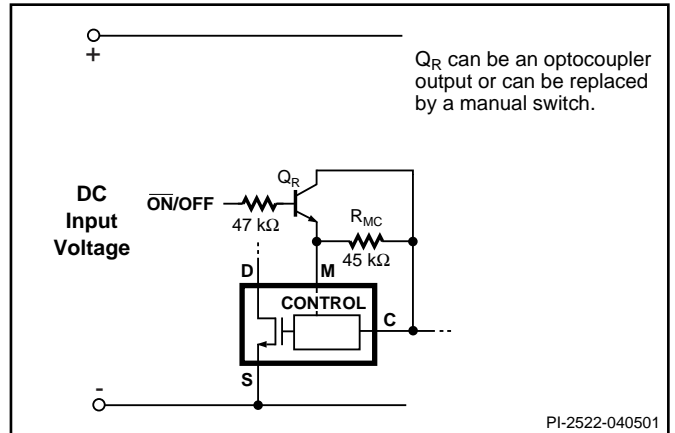 +
Q_R can be an optocoupler
output or can be replaced
by a manual switch.
Q_R
DC
Input
Voltage
O̅N̅/OFF
47 kΩ
R_MC
45 kΩ
D
M
CONTROL
C
S
-
PI-2522-040501